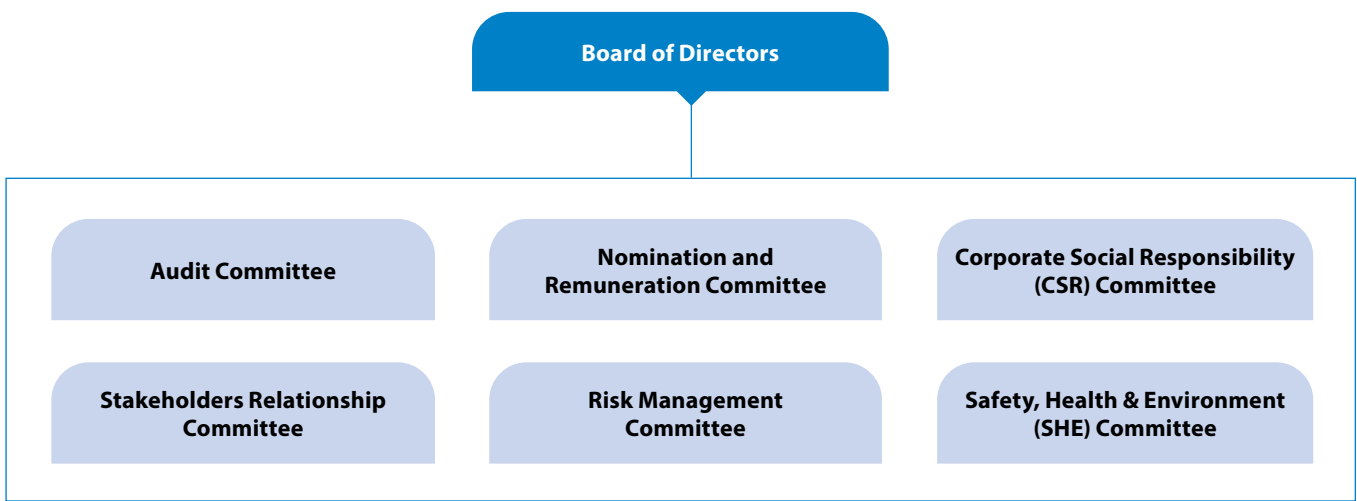 Board of Directors
Audit Committee
Nomination and
Remuneration Committee
Corporate Social Responsibility
(CSR) Committee
Stakeholders Relationship
Committee
Risk Management
Committee
Safety, Health & Environment
(SHE) Committee